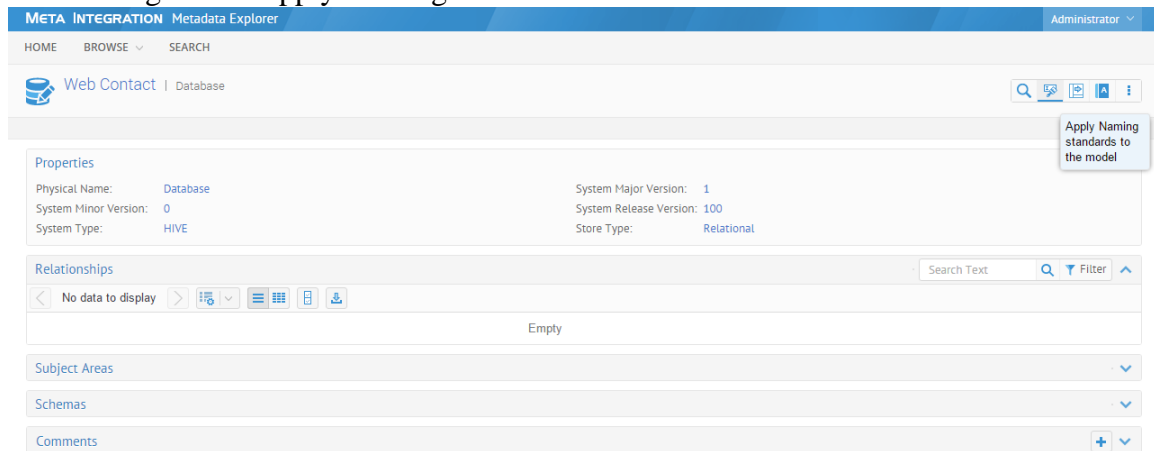 META INTEGRATION Metadata Explorer Administrator
HOME BROWSE SEARCH
Web Contact | Database
Apply Naming
standards to
the model
Properties
Physical Name: Database System Major Version: 1
System Minor Version: 0 System Release Version: 100
System Type: HIVE Store Type: Relational
Relationships Search Text Filter
No data to display
Empty
Subject Areas
Schemas
Comments